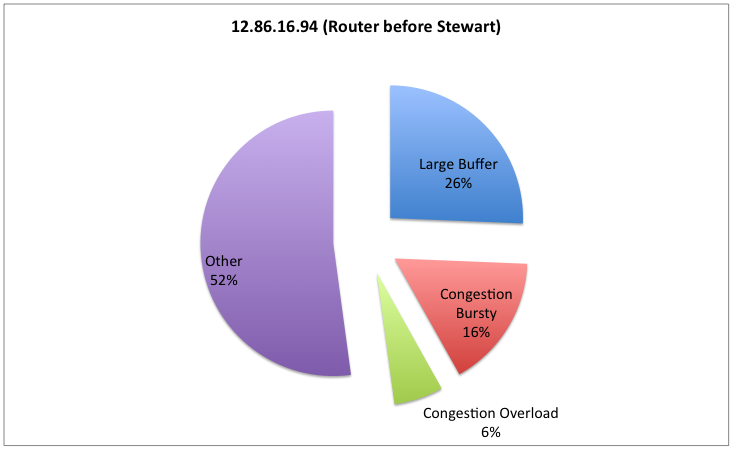 12.86.16.94 (Router before Stewart)
Large Buffer
26%
Other
52%
Congestion
Bursty
16%
Congestion Overload
6%